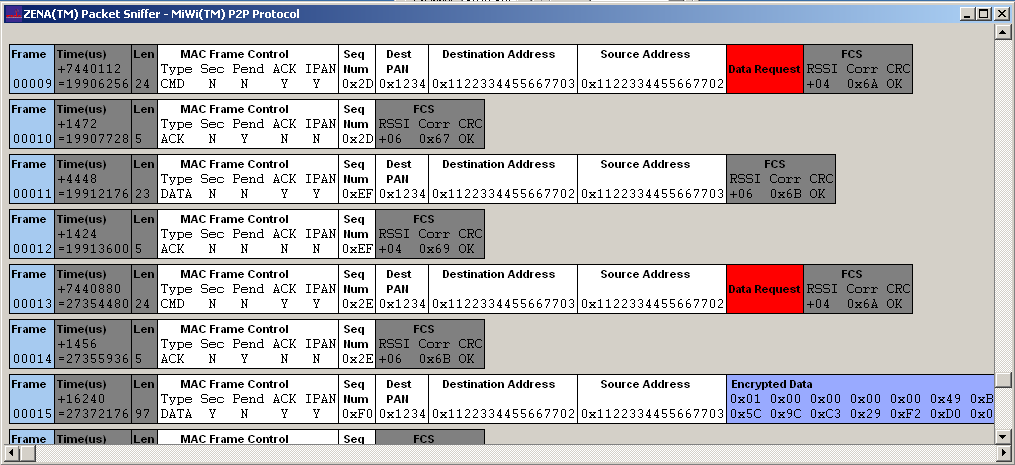 ZENA(TM) Packet Sniffer - MiWi(TM) P2P Protocol
Frame Time(us) Len MAC Frame Control Seq Dest Destination Address Source Address Data Request FCS
+7440112 Type Sec Pend ACK IPAN Num PAN RSSI Corr CRC
00009 =19906256 24 CMD N N Y Y 0x2D 0x1234 0x1122334455667703 0x1122334455667702 +04 0x6A OK
Frame Time(us) Len MAC Frame Control Seq FCS
+1472 Type Sec Pend ACK IPAN Num RSSI Corr CRC
00010 =19907728 5 ACK N Y N N 0x2D +06 0x67 OK
Frame Time(us) Len MAC Frame Control Seq Dest Destination Address Source Address FCS
+4448 Type Sec Pend ACK IPAN Num PAN RSSI Corr CRC
00011 =19912176 23 DATA N N Y Y 0xEF 0x1234 0x1122334455667702 0x1122334455667703 +06 0x6B OK
Frame Time(us) Len MAC Frame Control Seq FCS
+1424 Type Sec Pend ACK IPAN Num RSSI Corr CRC
00012 =19913600 5 ACK N N N N 0xEF +04 0x69 OK
Frame Time(us) Len MAC Frame Control Seq Dest Destination Address Source Address Data Request FCS
+7440880 Type Sec Pend ACK IPAN Num PAN RSSI Corr CRC
00013 =27354480 24 CMD N N Y Y 0x2E 0x1234 0x1122334455667703 0x1122334455667702 +04 0x6A OK
Frame Time(us) Len MAC Frame Control Seq FCS
+1456 Type Sec Pend ACK IPAN Num RSSI Corr CRC
00014 =27355936 5 ACK N Y N N 0x2E +06 0x6B OK
Frame Time(us) Len MAC Frame Control Seq Dest Destination Address Source Address Encrypted Data
+16240 Type Sec Pend ACK IPAN Num PAN 0x01 0x00 0x00 0x00 0x00 0x49 0xB
00015 =27372176 97 DATA Y N Y Y 0xF0 0x1234 0x1122334455667702 0x1122334455667703 0x5C 0x9C 0xC3 0x29 0xF2 0xD0 0x0
Frame Time(us) Len MAC Frame Control Seq FCS